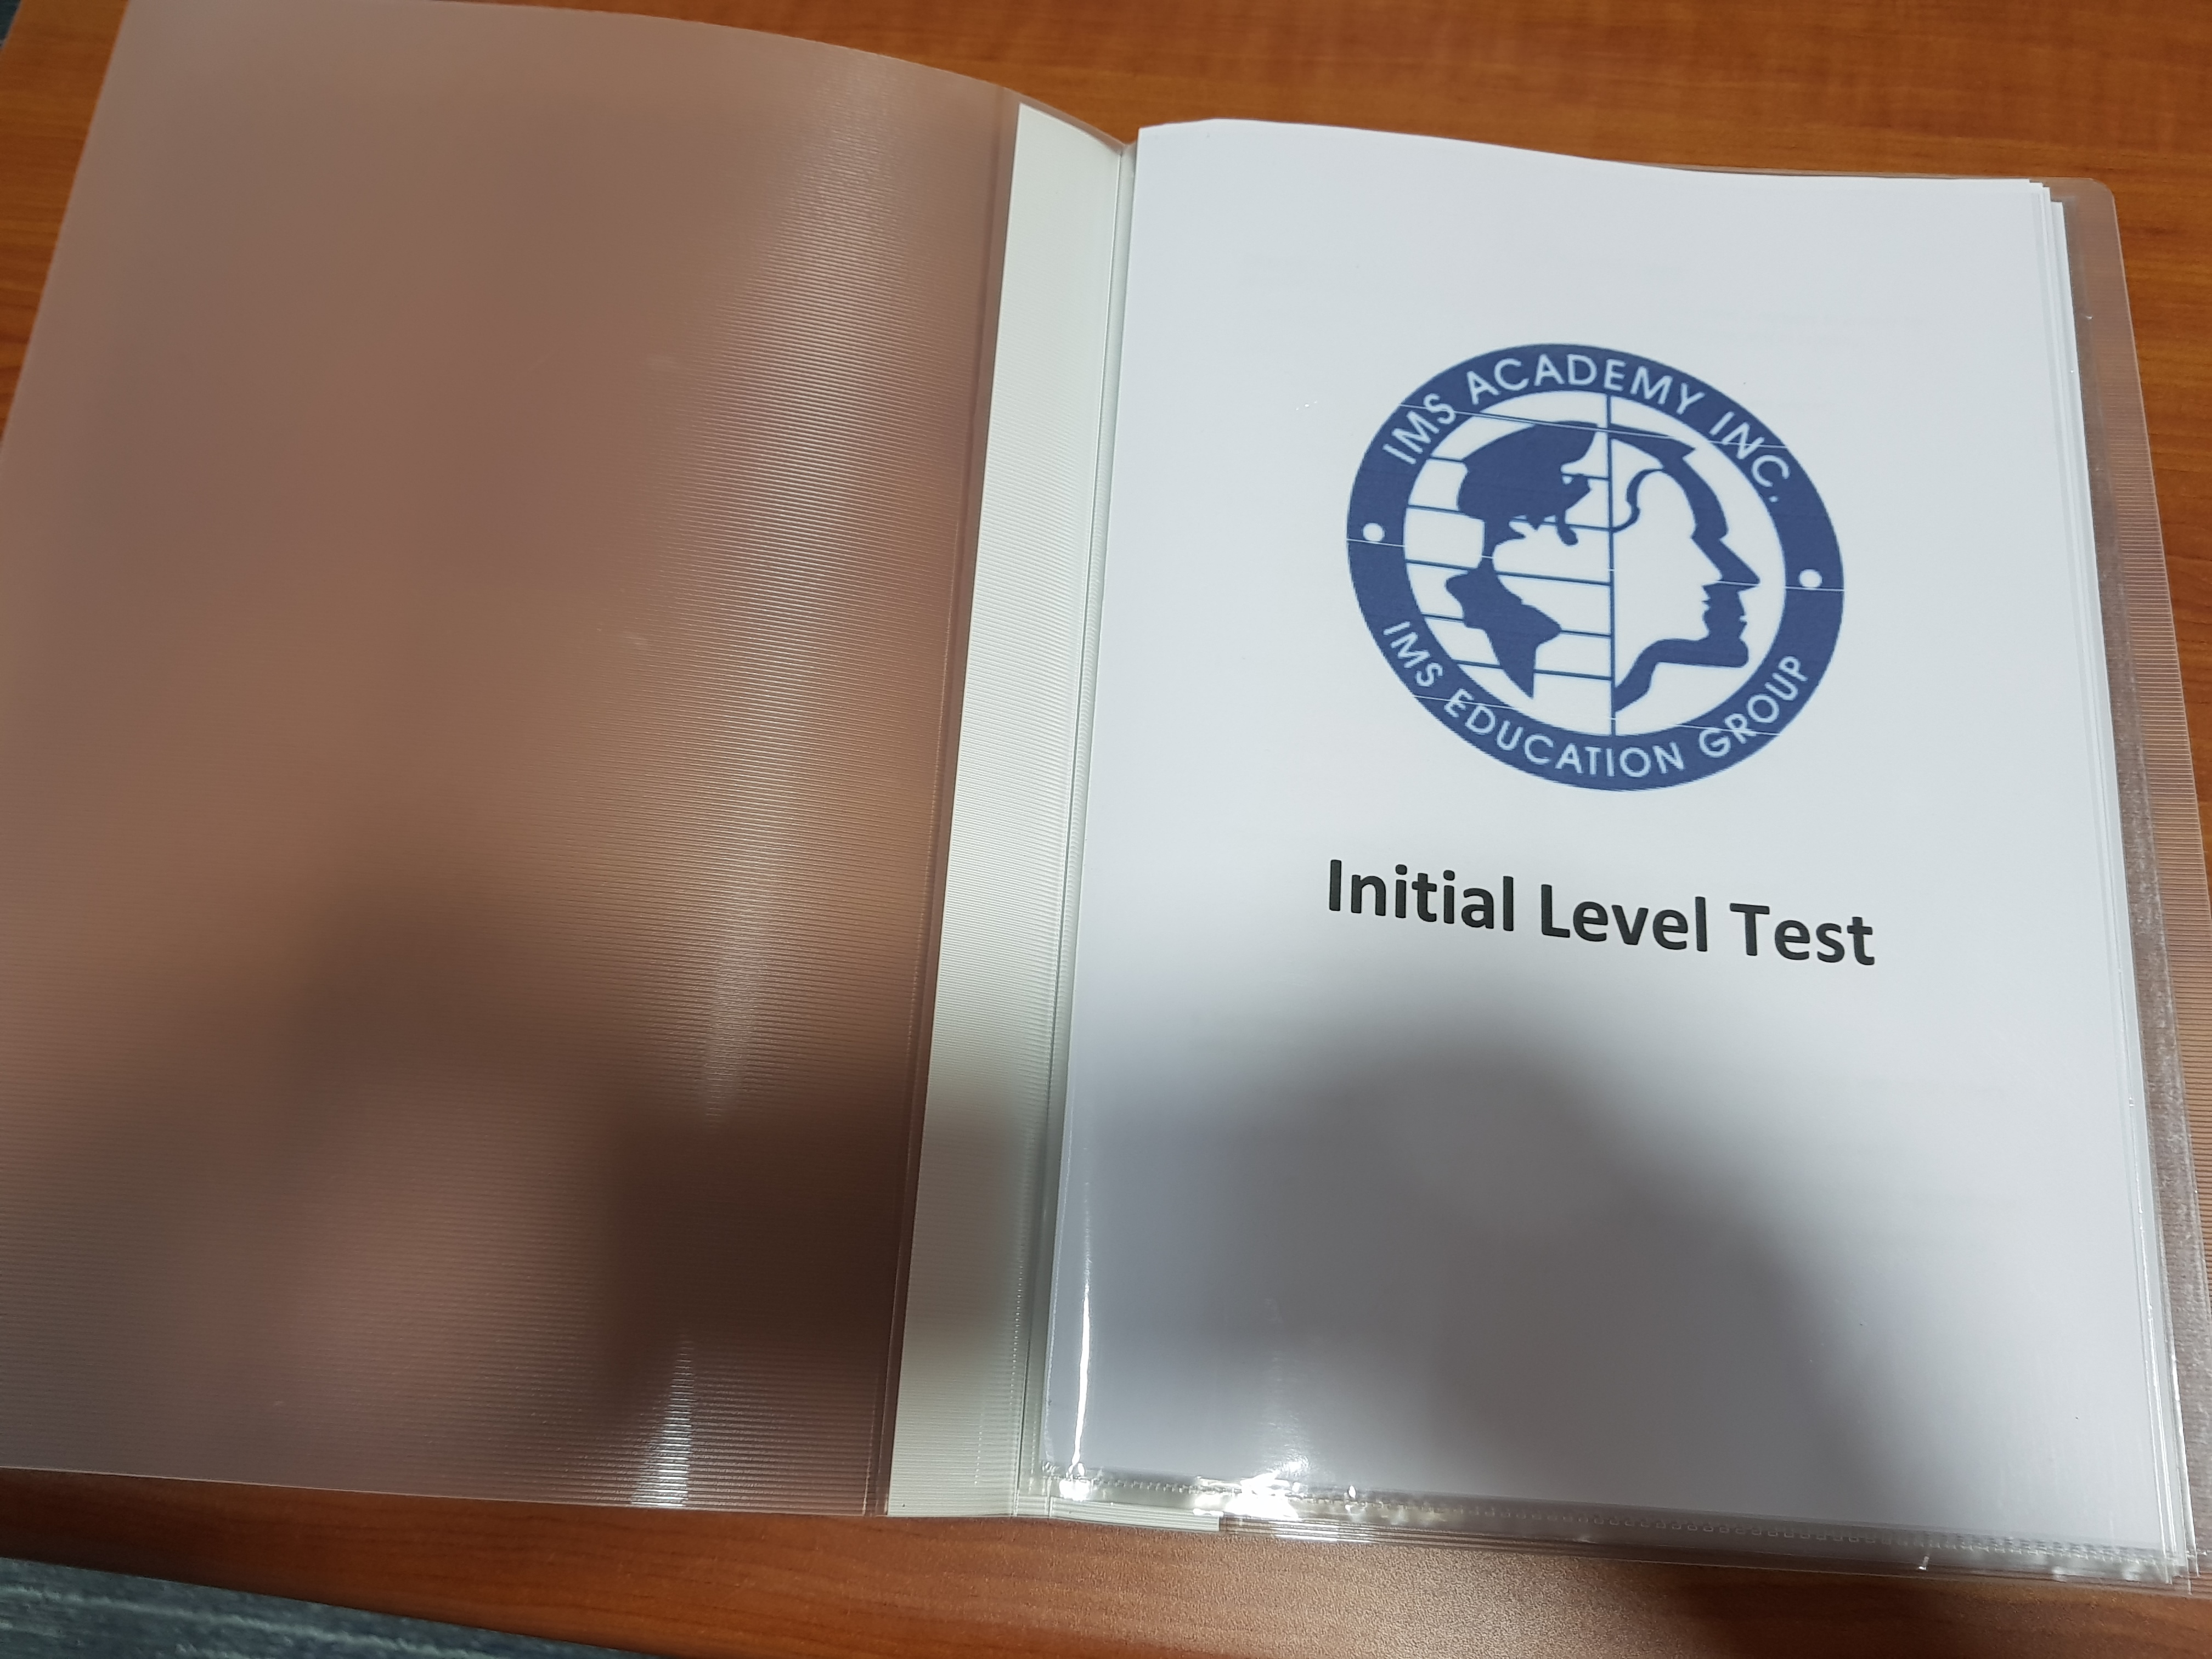 IMS ACADEMY INC.
IMS EDUCATION GROUP
Initial Level Test